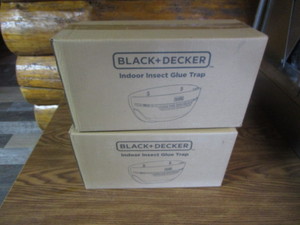 BLACK+DECKER
Indoor Insect Glue Trap
BLACK+DECKER
Indoor Insect Glue Trap